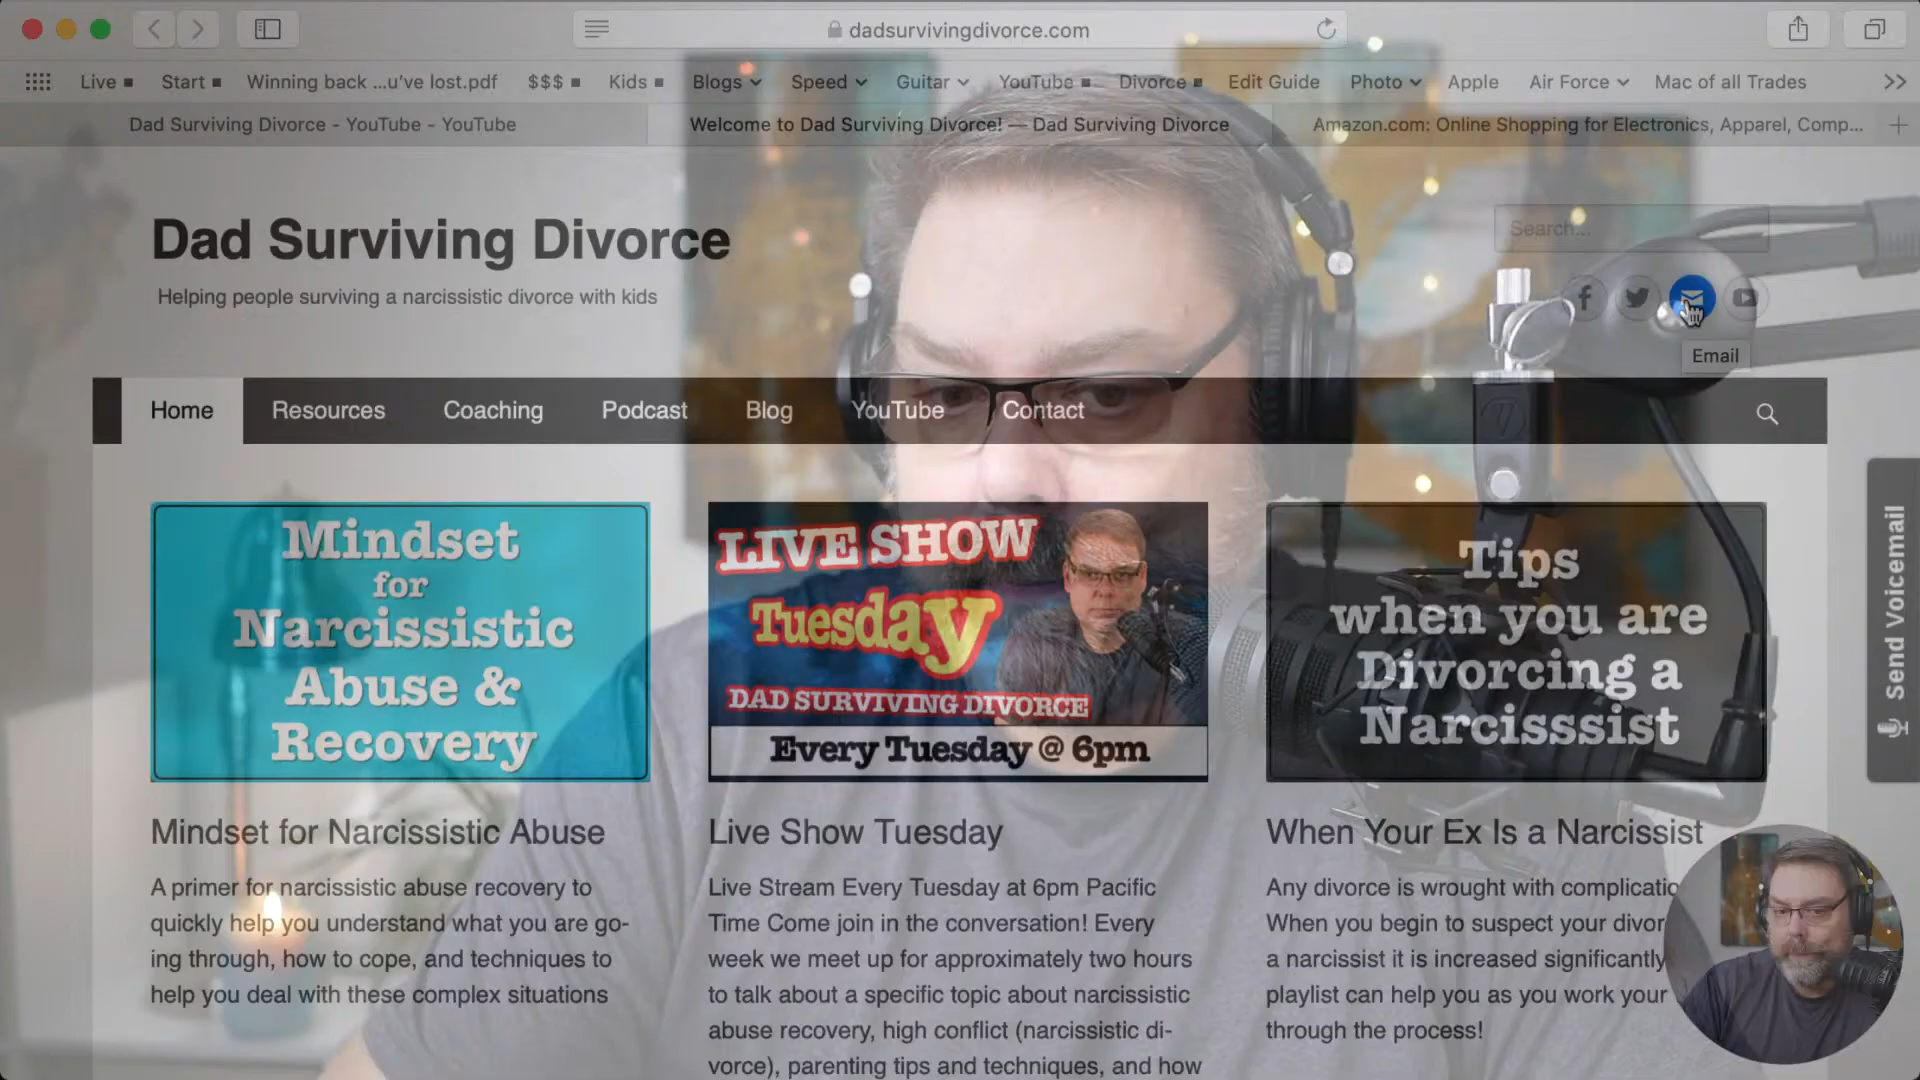 dadsurvivingdivorce.com
Live Start Winning back ...u've lost.pdf $$$ Kids Blogs Speed Guitar YouTube Divorce Edit Guide Photo Apple Air Force Mac of all Trades >>
Dad Surviving Divorce - YouTube - YouTube
Welcome to Dad Surviving Divorce! — Dad Surviving Divorce
Amazon.com: Online Shopping for Electronics, Apparel, Comp...
Dad Surviving Divorce
Helping people surviving a narcissistic divorce with kids
Search...
Email
Home Resources Coaching Podcast Blog YouTube Contact
Send Voicemail
Mindset
for
Narcissistic
Abuse &
Recovery
Mindset for Narcissistic Abuse
A primer for narcissistic abuse recovery to
quickly help you understand what you are go-
ing through, how to cope, and techniques to
help you deal with these complex situations
LIVE SHOW
Tuesday
DAD SURVIVING DIVORCE
Every Tuesday @ 6pm
Live Show Tuesday
Live Stream Every Tuesday at 6pm Pacific
Time Come join in the conversation! Every
week we meet up for approximately two hours
to talk about a specific topic about narcissistic
abuse recovery, high conflict (narcissistic di-
vorce), parenting tips and techniques, and how
Tips
when you are
Divorcing a
Narcisssist
When Your Ex Is a Narcissist
Any divorce is wrought with complicatio
When you begin to suspect your divor
a narcissist it is increased significantly
playlist can help you as you work your
through the process!